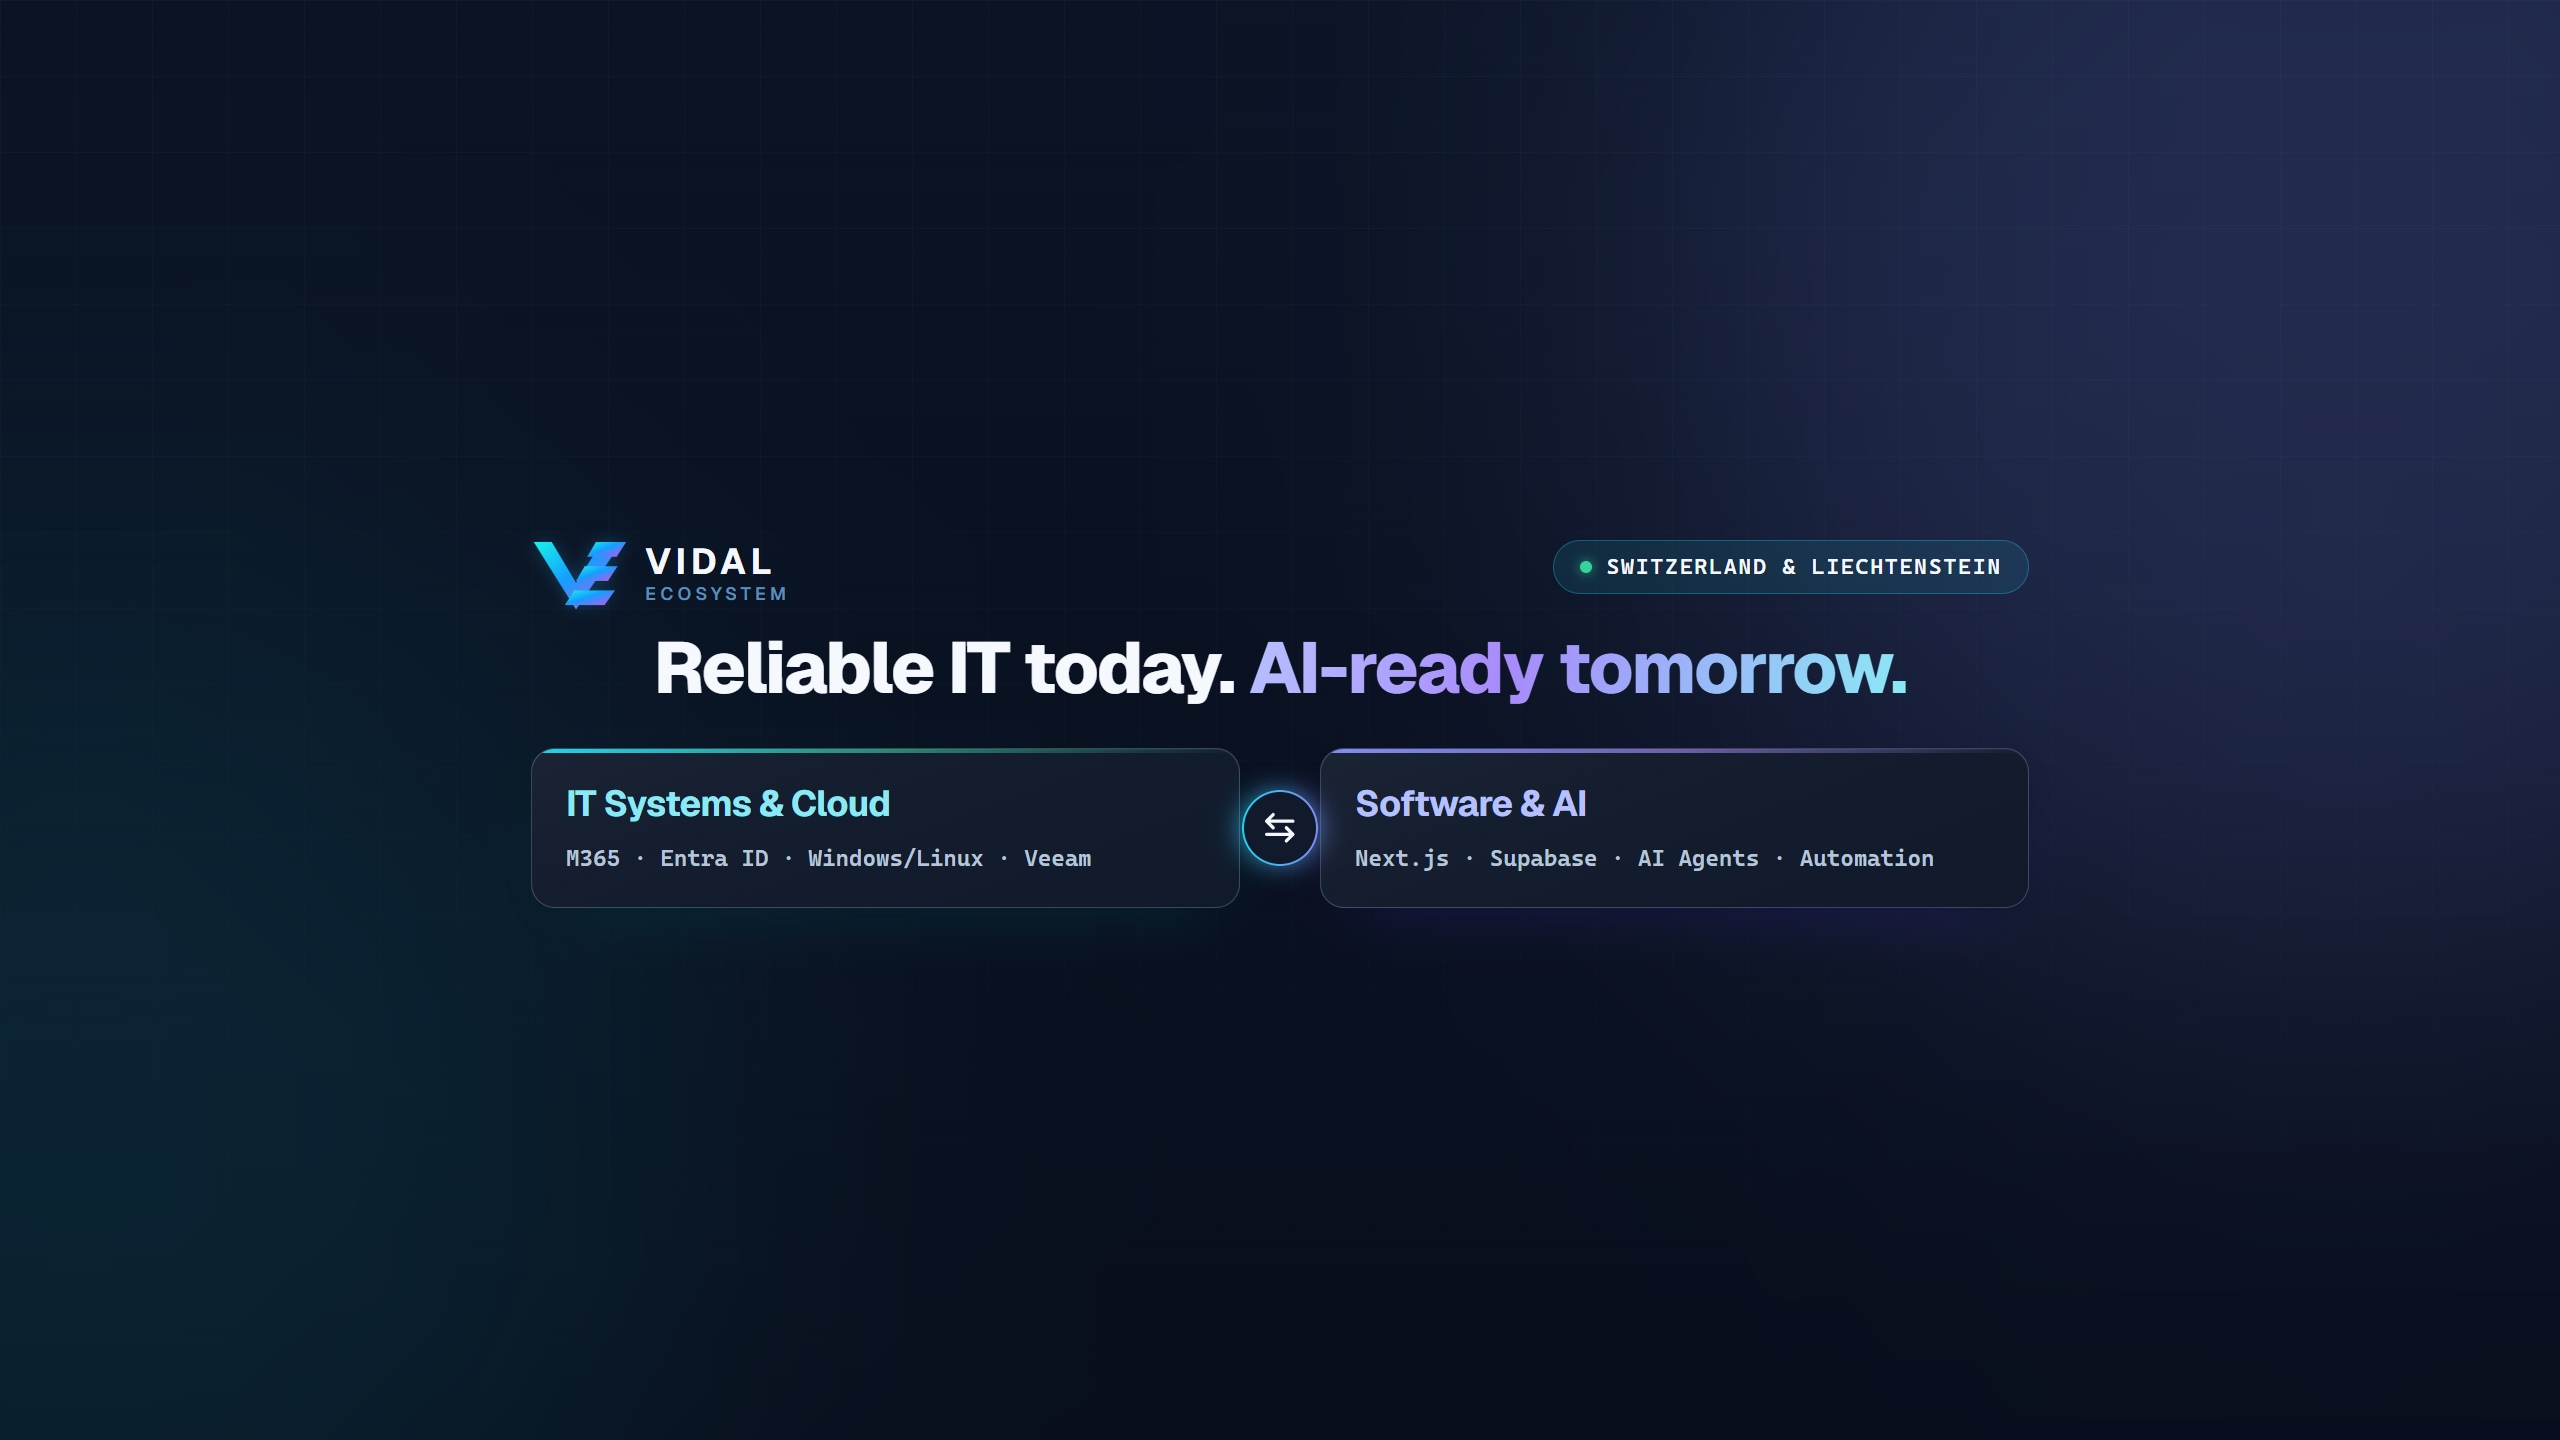 VIDAL
ECOSYSTEM
SWITZERLAND & LIECHTENSTEIN
Reliable IT today. AI-ready tomorrow.
IT Systems & Cloud
M365 · Entra ID · Windows/Linux · Veeam
Software & AI
Next.js · Supabase · AI Agents · Automation